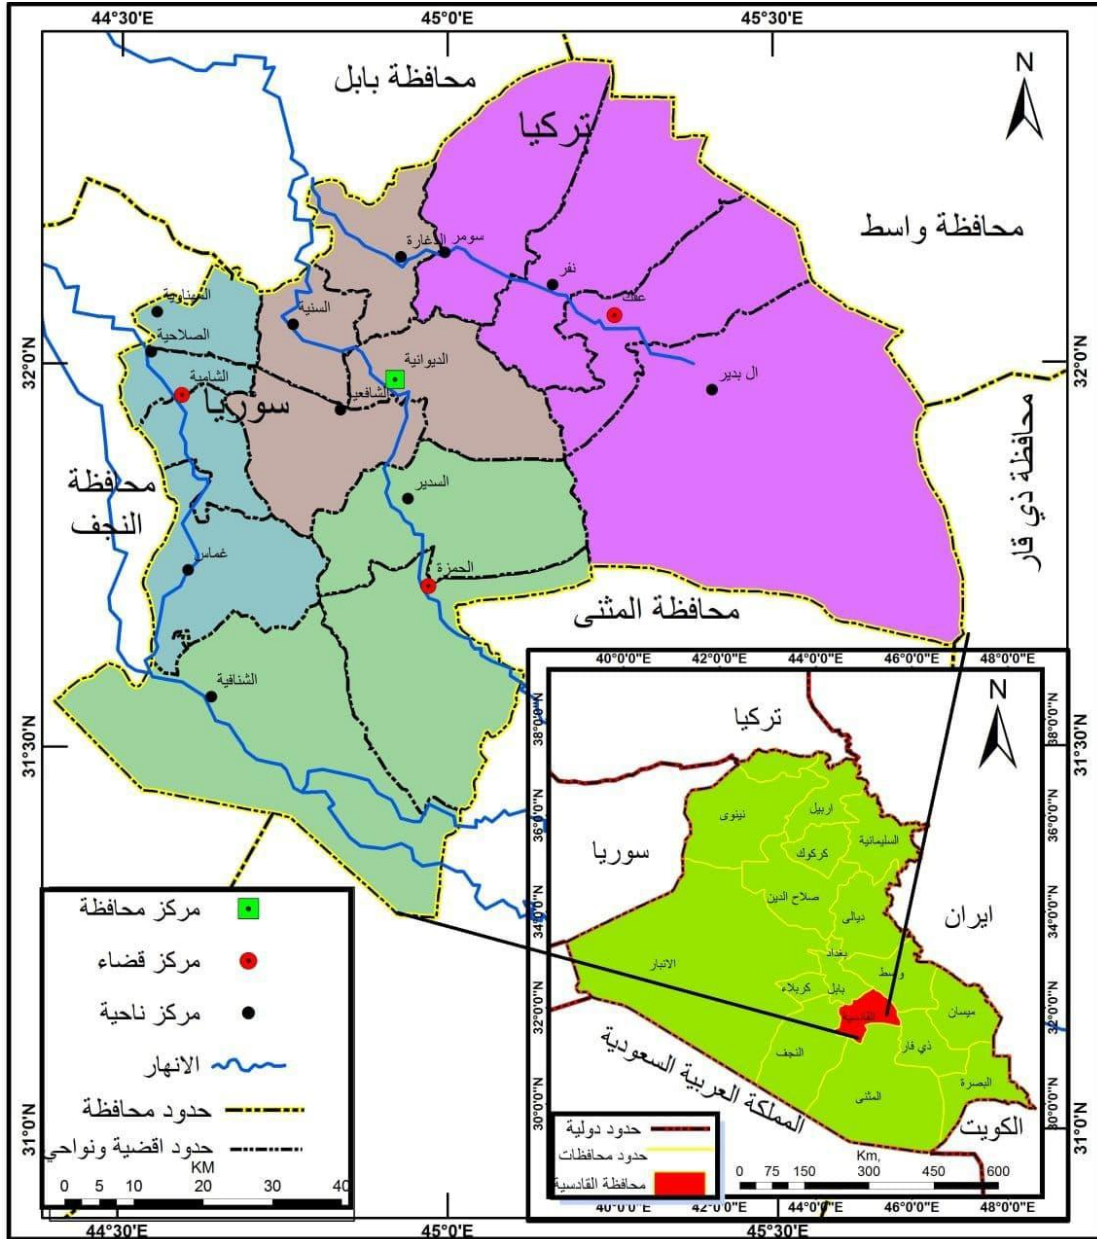 44°30'0"E 45°0'E 45°30'0"E
N
محافظة بابل
تركيا
محافظة واسط
سومر
الدغارة
نفر
عفك
المهناوية
السنية
الصلاحية
الديوانية
32°0'N
32°0'N
الشامية
ال بدير
سوريا
الشافعية
محافظة ذي قار
محافظة
النجف
السدير
غماس
الحمزة
محافظة المثنى
الشنافية
31°30'N
31°30'N
40°0'0"E 42°0'0"E 44°0'0"E 46°0'0"E 48°0'0"E
38°0'0"N
38°0'0"N
N
تركيا
36°0'0"N
36°0'0"N
نينوى
اربيل
السليمانية
كركوك
سوريا
صلاح الدين
34°0'0"N
34°0'0"N
ديالى
ايران
بغداد
الانبار
واسط
كربلاء
بابل
32°0'0"N
32°0'0"N
القادسية
ميسان
النجف
ذي قار
البصرة
المثنى
المملكة العربية السعودية
30°0'0"N
30°0'0"N
الكويت
حدود دولية
حدود محافظات
محافظة القادسية
Km,
0 75 150 300 450 600
40°0'0"E 42°0'0"E 44°0'0"E 46°0'0"E 48°0'0"E
مركز محافظة
مركز قضاء
مركز ناحية
الانهار
حدود محافظة
حدود اقضية ونواحي
KM
0 5 10 20 30 40
31°0'N
31°0'N
44°30'0"E 45°0'E 45°30'0"E